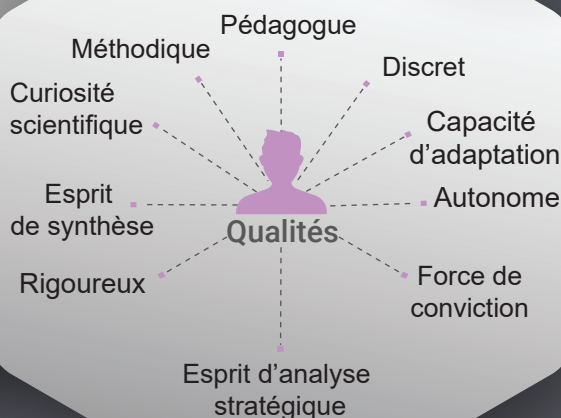 Pédagogue
Méthodique
Discret
Curiosité
scientifique
Capacité
d’adaptation
Esprit
de synthèse
Autonome
Qualités
Rigoureux
Force de
conviction
Esprit d’analyse
stratégique